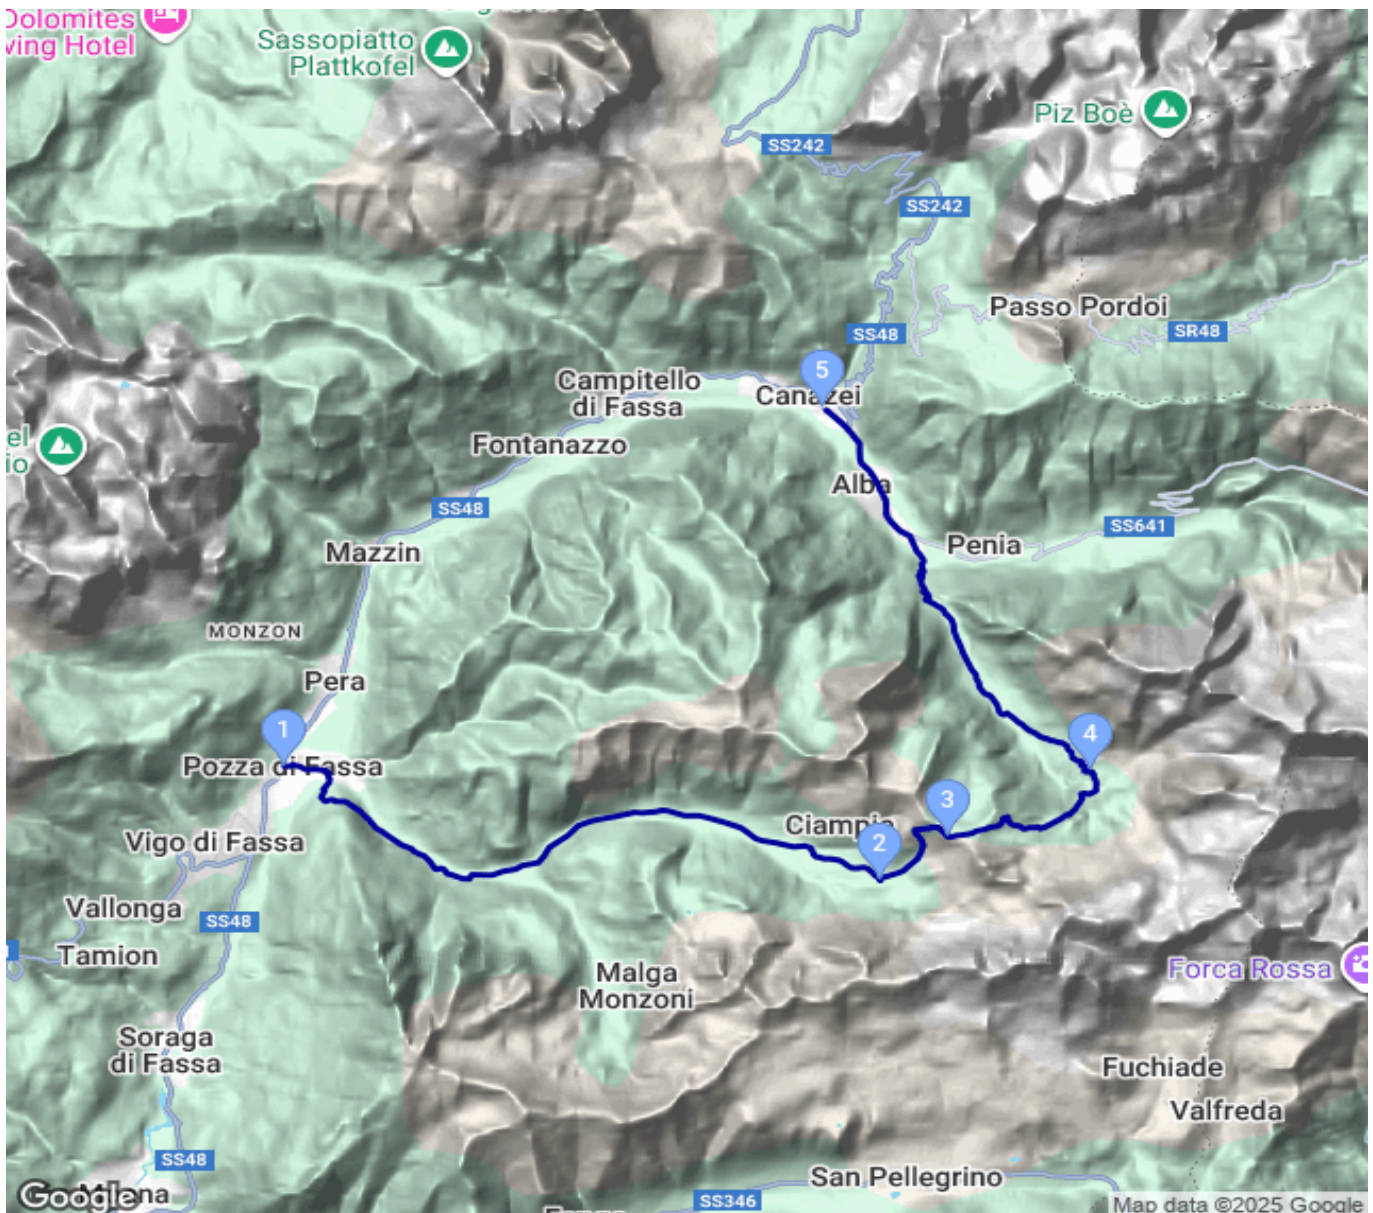 Dolomites
ving Hotel
Sassopiatto
Plattkofel
Piz Boè
SS242
SS242
Passo Pordoi
SS48
SR48
5
Campitello
di Fassa
Canazei
el
io
Fontanazzo
Alba
SS48
SS641
Mazzin
Penia
MONZON
Pera
1
4
Pozza di Fassa
3
Ciampie
2
Vigo di Fassa
Vallonga
SS48
Tamion
Malga
Monzoni
Forca Rossa
Soraga
di Fassa
Fuchiade
Valfreda
SS48
San Pellegrino
Google
SS346
Map data ©2025 Google